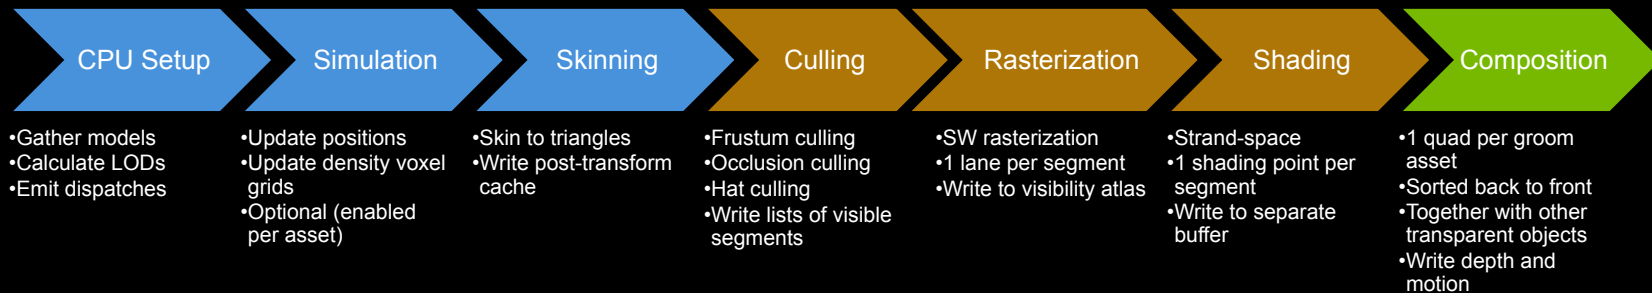 CPU Setup
•Gather models
•Calculate LODs
•Emit dispatches
Simulation
•Update positions
•Update density voxel
grids
•Optional (enabled
per asset)
Skinning
•Skin to triangles
•Write post-transform
cache
Culling
•Frustum culling
•Occlusion culling
•Hat culling
•Write lists of visible
segments
Rasterization
•SW rasterization
•1 lane per segment
•Write to visibility atlas
Shading
•Strand-space
•1 shading point per
segment
•Write to separate
buffer
Composition
•1 quad per groom
asset
•Sorted back to front
•Together with other
transparent objects
•Write depth and
motion